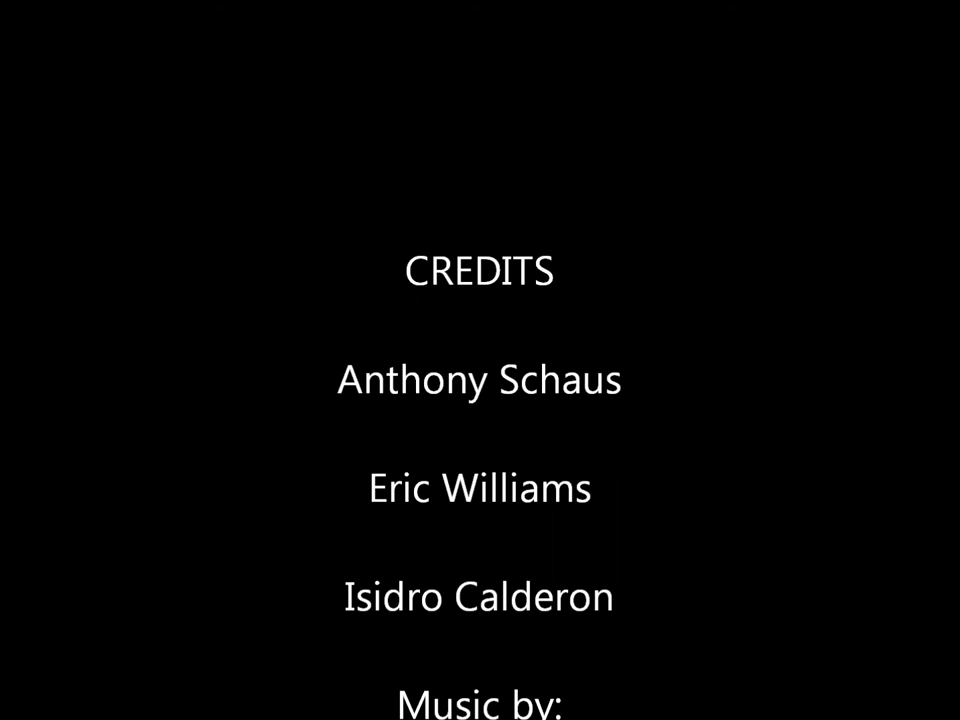 CREDITS
Anthony Schaus
Eric Williams
Isidro Calderon
Music by: